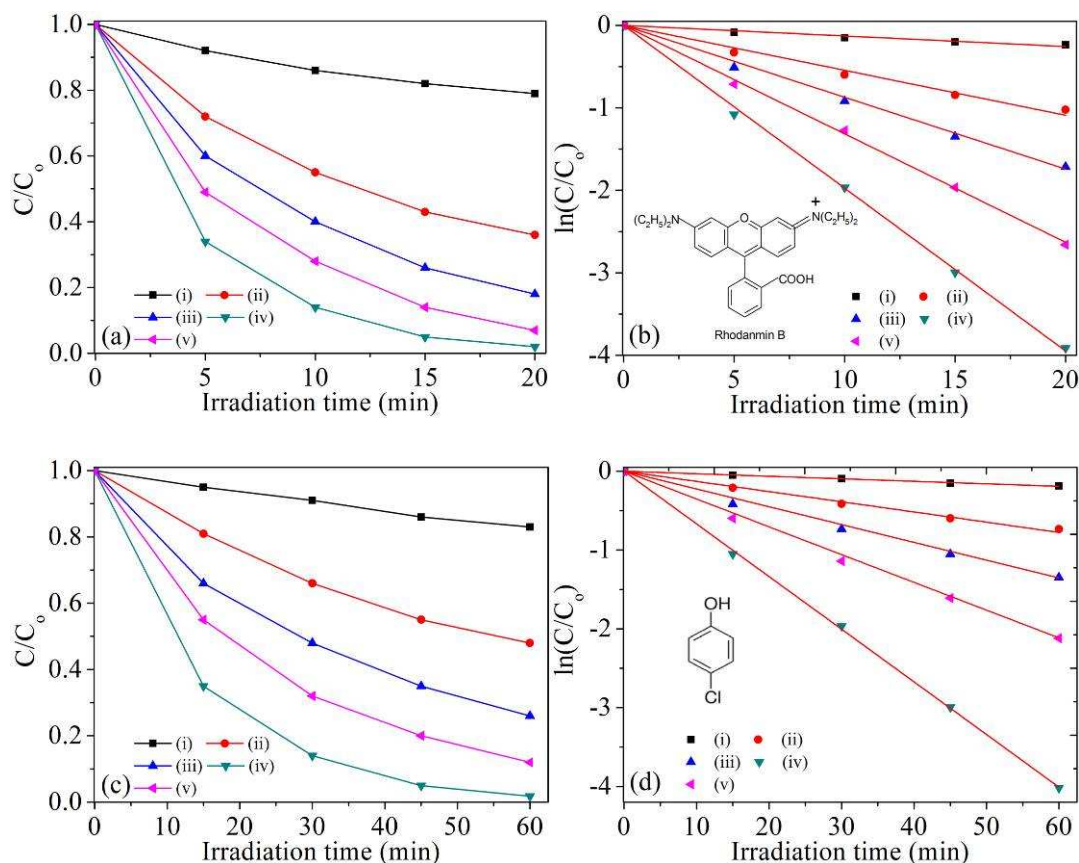 C/C₀
1.0
0.8
0.6
0.4
0.2
0.0
(i) (ii)
(iii) (iv)
(v)
(a)
0 5 10 15 20
Irradiation time (min)
ln(C/C₀)
0
-1
-2
-3
-4
+
(C₂H₅)₂N O N(C₂H₅)₂
COOH
Rhodanmin B
(i) (ii)
(iii) (iv)
(v)
(b)
0 5 10 15 20
Irradiation time (min)
C/C₀
1.0
0.8
0.6
0.4
0.2
0.0
(i) (ii)
(iii) (iv)
(v)
(c)
0 10 20 30 40 50 60
Irradiation time (min)
ln(C/C₀)
0
-1
-2
-3
-4
OH
Cl
(i) (ii)
(iii) (iv)
(v)
(d)
0 10 20 30 40 50 60
Irradiation time (min)